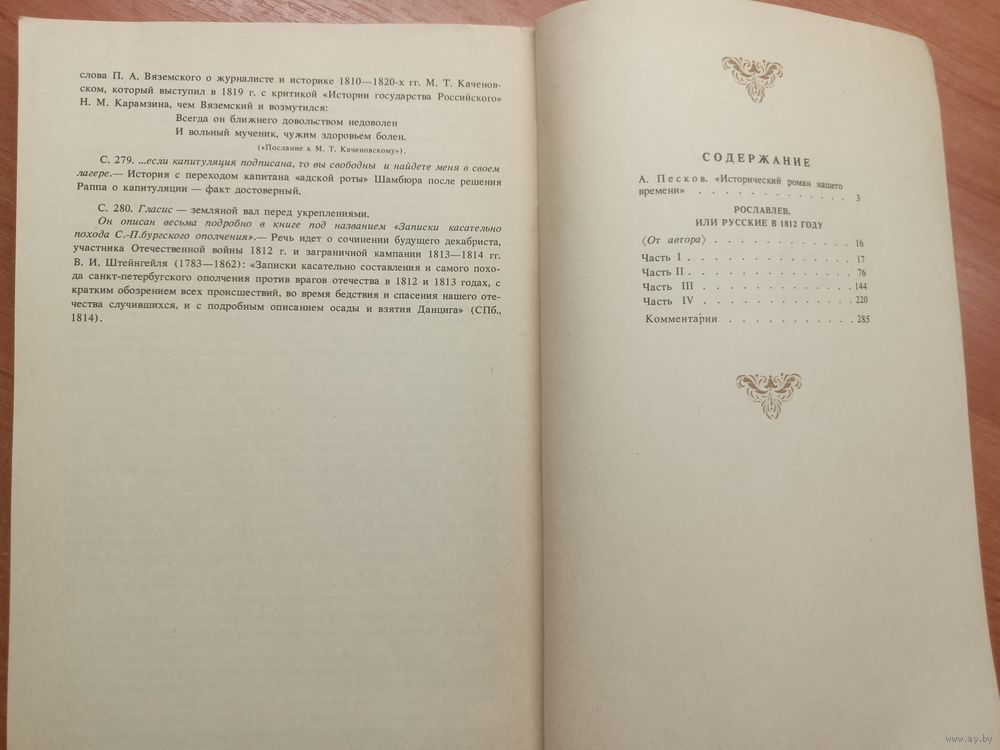 слова П. А. Вяземского о журналисте и историке 1810—1820-х гг. М. Т. Каченов-
ском, который выступил в 1819 г. с критикой «Истории государства Российского»
Н. М. Карамзина, чем Вяземский и возмутился:
Всегда он ближнего довольством недоволен
И вольный мученик, чужим здоровьем болен.
(«Послание к М. Т. Каченовскому»).
С. 279. ...если капитуляция подписана, то вы свободны и найдете меня в своем
лагере.— История с переходом капитана «адской роты» Шамбюра после решения
Раппа о капитуляции — факт достоверный.
С. 280. Гласис — земляной вал перед укреплениями.
Он описан весьма подробно в книге под названием «Записки касательно
похода С.-П.бургского ополчения».— Речь идет о сочинении будущего декабриста,
участника Отечественной войны 1812 г. и заграничной кампании 1813—1814 гг.
В. И. Штейнгейля (1783—1862): «Записки касательно составления и самого похо-
да санкт-петербургского ополчения против врагов отечества в 1812 и 1813 годах, с
кратким обозрением всех происшествий, во время бедствия и спасения нашего оте-
чества случившихся, и с подробным описанием осады и взятия Данцига» (СПб.,
1814).
СОДЕРЖАНИЕ
А. Песков. «Исторический роман нашего
времени» . . . . . . . . . . . . 3
РОСЛАВЛЕВ,
ИЛИ РУССКИЕ В 1812 ГОДУ
〈От автора〉 . . . . . . . . . . . . 16
Часть I . . . . . . . . . . . . . 17
Часть II . . . . . . . . . . . . . 76
Часть III . . . . . . . . . . . . 144
Часть IV . . . . . . . . . . . . 220
Комментарии . . . . . . . . . . 285
www.ay.by